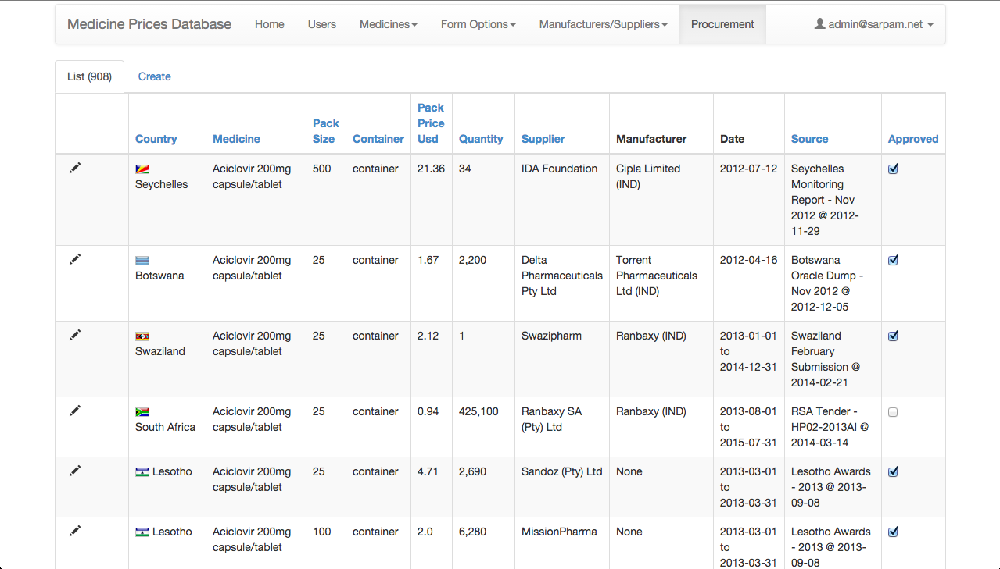 Medicine Prices Database Home Users Medicines Form Options Manufacturers/Suppliers Procurement admin@sarpam.net
List (908) Create
Country Medicine Pack Size Container Pack Price Usd Quantity Supplier Manufacturer Date Source Approved
Seychelles Aciclovir 200mg capsule/tablet 500 container 21.36 34 IDA Foundation Cipla Limited (IND) 2012-07-12 Seychelles Monitoring Report - Nov 2012 @ 2012-11-29
Botswana Aciclovir 200mg capsule/tablet 25 container 1.67 2,200 Delta Pharmaceuticals Pty Ltd Torrent Pharmaceuticals Ltd (IND) 2012-04-16 Botswana Oracle Dump - Nov 2012 @ 2012-12-05
Swaziland Aciclovir 200mg capsule/tablet 25 container 2.12 1 Swazipharm Ranbaxy (IND) 2013-01-01 to 2014-12-31 Swaziland February Submission @ 2014-02-21
South Africa Aciclovir 200mg capsule/tablet 25 container 0.94 425,100 Ranbaxy SA (Pty) Ltd Ranbaxy (IND) 2013-08-01 to 2015-07-31 RSA Tender - HP02-2013AI @ 2014-03-14
Lesotho Aciclovir 200mg capsule/tablet 25 container 4.71 2,690 Sandoz (Pty) Ltd None 2013-03-01 to 2013-03-31 Lesotho Awards - 2013 @ 2013-09-08
Lesotho Aciclovir 200mg capsule/tablet 100 container 2.0 6,280 MissionPharma None 2013-03-01 to 2013-03-31 Lesotho Awards - 2013 @ 2013-09-08